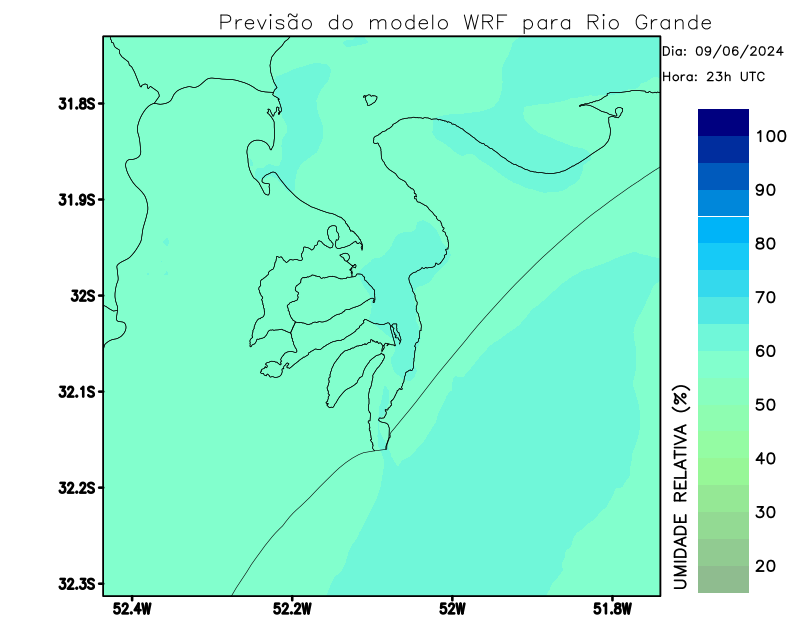 Previsão do modelo WRF para Rio Grande
Dia: 09/06/2024
Hora: 23h UTC
31.8S
31.9S
32S
32.1S
32.2S
32.3S
52.4W
52.2W
52W
51.8W
100
90
80
70
60
50
40
30
20
UMIDADE RELATIVA (%)